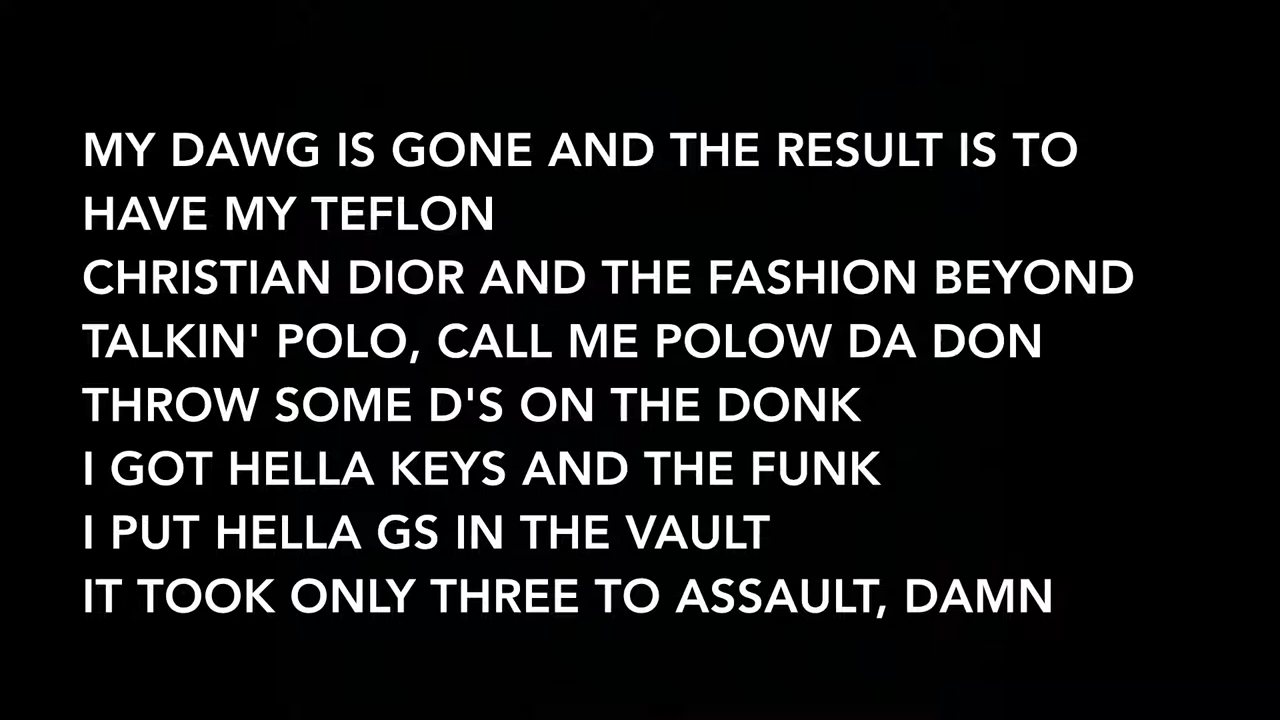 MY DAWG IS GONE AND THE RESULT IS TO
HAVE MY TEFLON
CHRISTIAN DIOR AND THE FASHION BEYOND
TALKIN' POLO, CALL ME POLOW DA DON
THROW SOME D'S ON THE DONK
I GOT HELLA KEYS AND THE FUNK
I PUT HELLA GS IN THE VAULT
IT TOOK ONLY THREE TO ASSAULT, DAMN